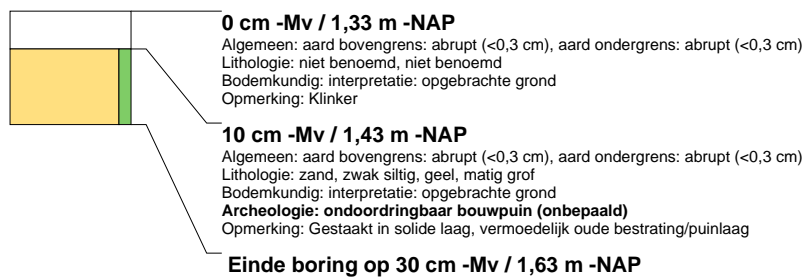 0 cm -Mv / 1,33 m -NAP
Algemeen: aard bovengrens: abrupt (<0,3 cm), aard ondergrens: abrupt (<0,3 cm)
Lithologie: niet benoemd, niet benoemd
Bodemkundig: interpretatie: opgebrachte grond
Opmerking: Klinker
10 cm -Mv / 1,43 m -NAP
Algemeen: aard bovengrens: abrupt (<0,3 cm), aard ondergrens: abrupt (<0,3 cm)
Lithologie: zand, zwak siltig, geel, matig grof
Bodemkundig: interpretatie: opgebrachte grond
Archeologie: ondoordringbaar bouwpuin (onbepaald)
Opmerking: Gestaakt in solide laag, vermoedelijk oude bestrating/puinlaag
Einde boring op 30 cm -Mv / 1,63 m -NAP